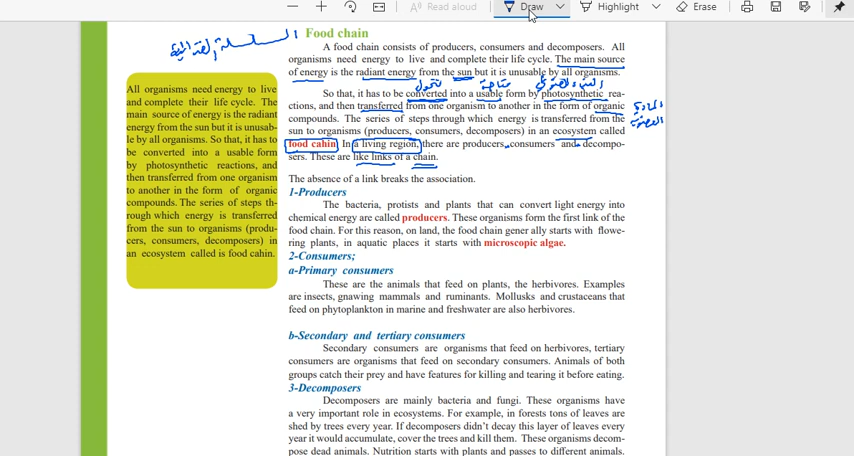 Read aloud
Draw
Highlight
Erase
السلسلة الغذائية
Food chain
A food chain consists of producers, consumers and decomposers. All
organisms need energy to live and complete their life cycle. The main source
of energy is the radiant energy from the sun but it is unusable by all organisms.
So that, it has to be converted into a usable form by photosynthetic rea-
ctions, and then transferred from one organism to another in the form of organic
compounds. The series of steps through which energy is transferred from the
sun to organisms (producers, consumers, decomposers) in an ecosystem called
food cahin. In a living region, there are producers, consumers and decompo-
sers. These are like links of a chain.
The absence of a link breaks the association.
1-Producers
The bacteria, protists and plants that can convert light energy into
chemical energy are called producers. These organisms form the first link of the
food chain. For this reason, on land, the food chain gener ally starts with flowe-
ring plants, in aquatic places it starts with microscopic algae.
2-Consumers;
a-Primary consumers
These are the animals that feed on plants, the herbivores. Examples
are insects, gnawing mammals and ruminants. Mollusks and crustaceans that
feed on phytoplankton in marine and freshwater are also herbivores.
b-Secondary and tertiary consumers
Secondary consumers are organisms that feed on herbivores, tertiary
consumers are organisms that feed on secondary consumers. Animals of both
groups catch their prey and have features for killing and tearing it before eating.
3-Decomposers
Decomposers are mainly bacteria and fungi. These organisms have
a very important role in ecosystems. For example, in forests tons of leaves are
shed by trees every year. If decomposers didn't decay this layer of leaves every
year it would accumulate, cover the trees and kill them. These organisms decom-
pose dead animals. Nutrition starts with plants and passes to different animals.
All organisms need energy to live
and complete their life cycle. The
main source of energy is the radiant
energy from the sun but it is unusab-
le by all organisms. So that, it has to
be converted into a usable form
by photosynthetic reactions, and
then transferred from one organism
to another in the form of organic
compounds. The series of steps th-
rough which energy is transferred
from the sun to organisms (produ-
cers, consumers, decomposers) in
an ecosystem called is food cahin.